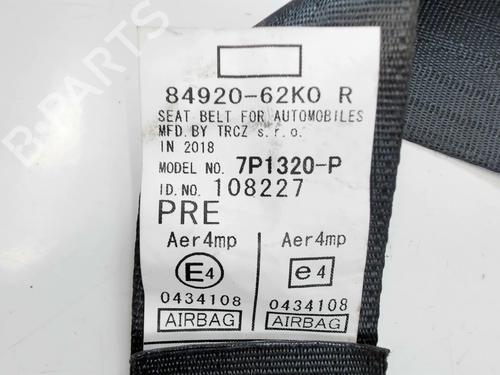 84920-62K0 R
SEAT BELT FOR AUTOMOBILES
MFD.BY TRCZ s.r.o.
IN 2018
MODEL NO. 7P1320-P
ID.NO. 108227
PRE
Aer4mp Aer4mp
E4 e4
0434108 0434108
AIRBAG AIRBAG
B-PARTS